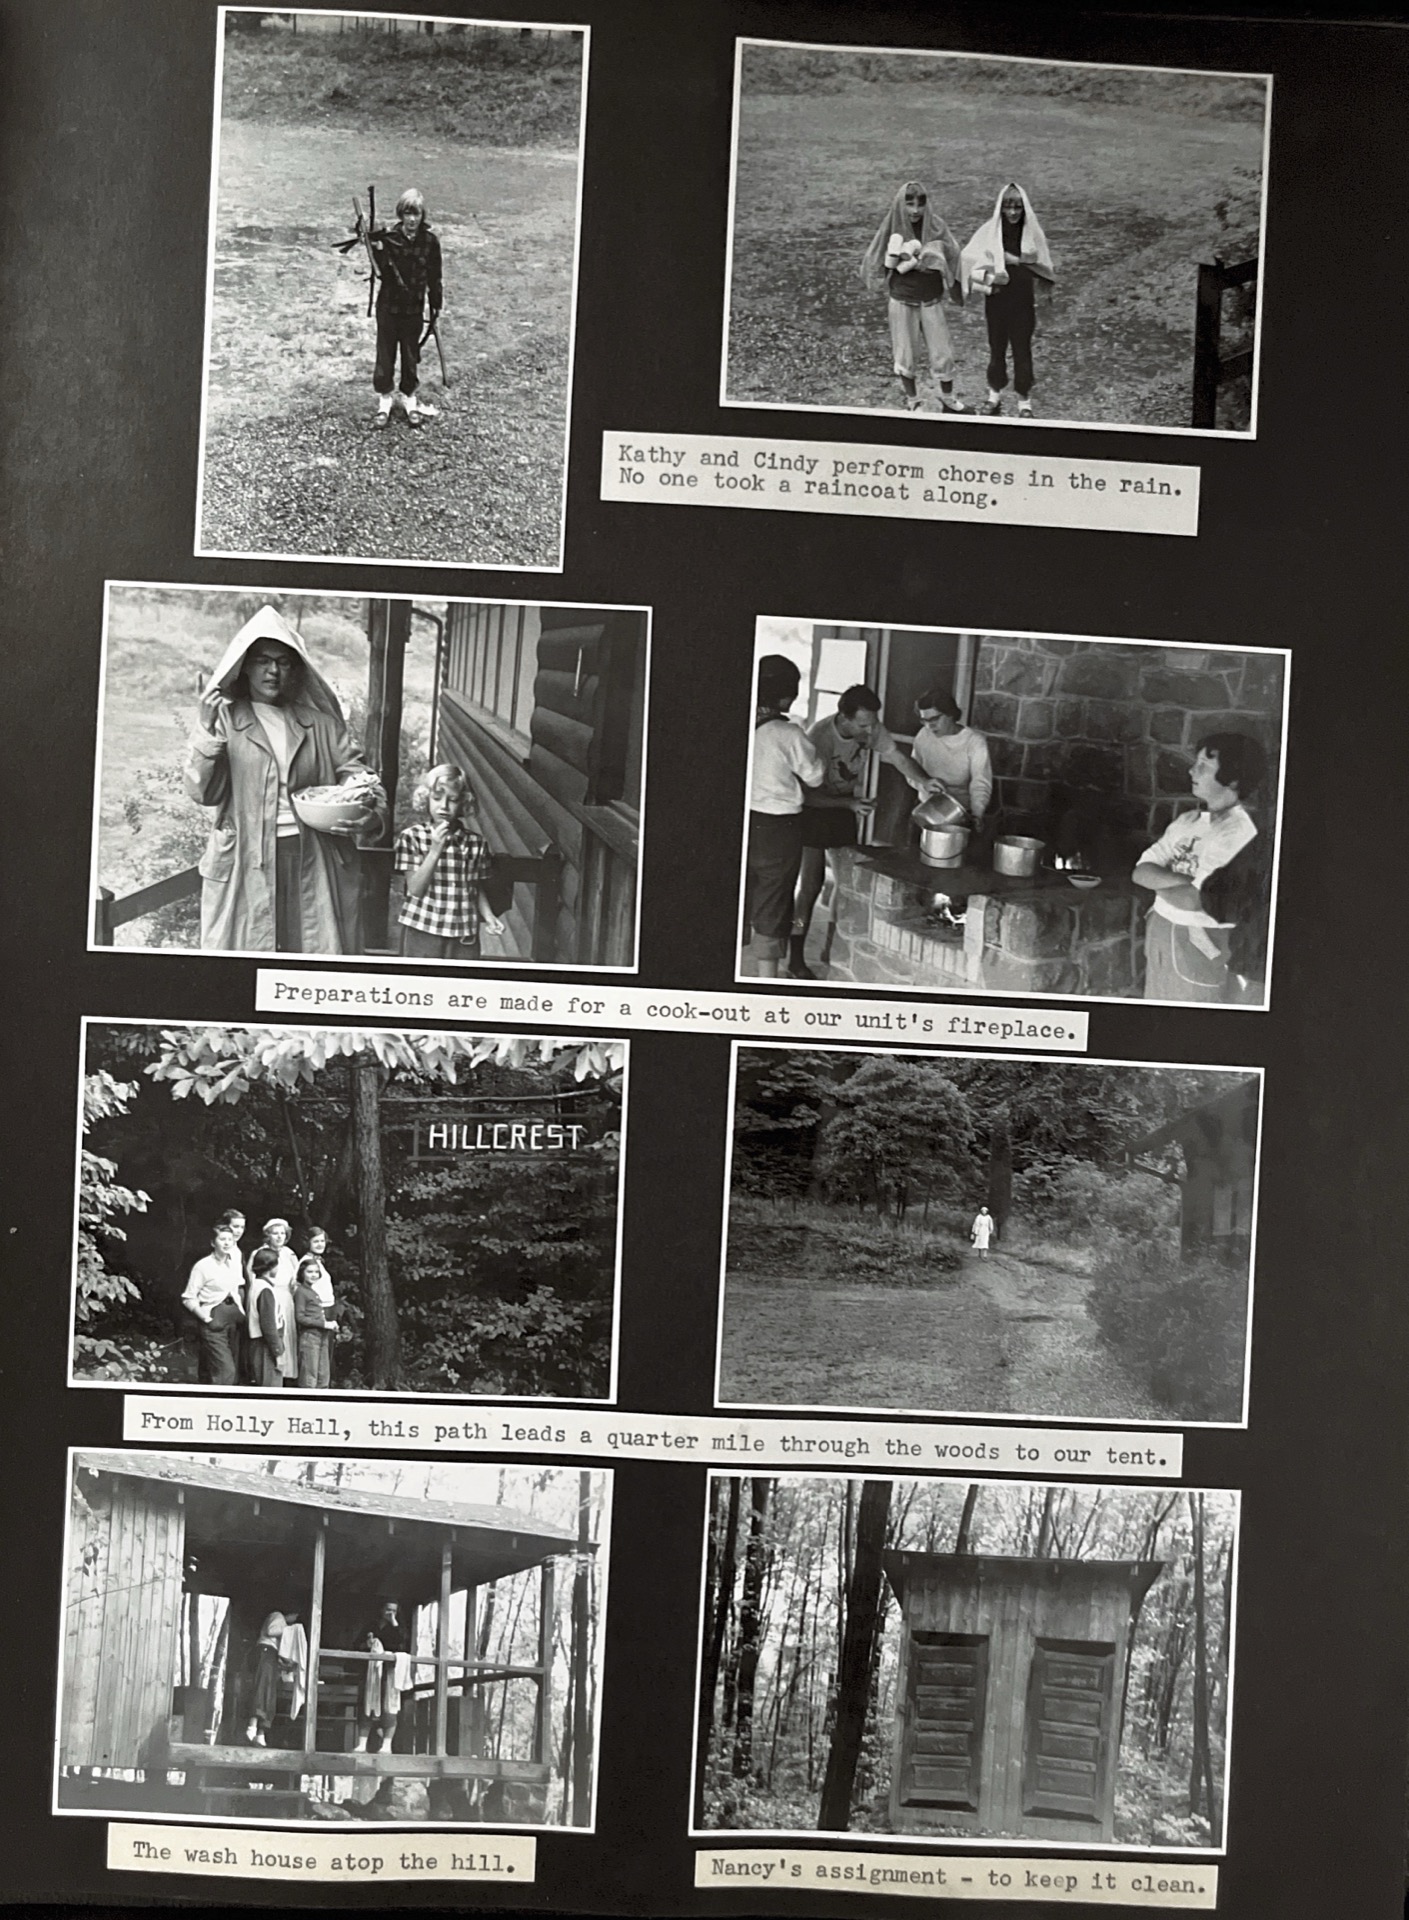 Kathy and Cindy perform chores in the rain.
No one took a raincoat along.
Preparations are made for a cook-out at our unit's fireplace.
HILLCREST
From Holly Hall, this path leads a quarter mile through the woods to our tent.
The wash house atop the hill.
Nancy's assignment - to keep it clean.